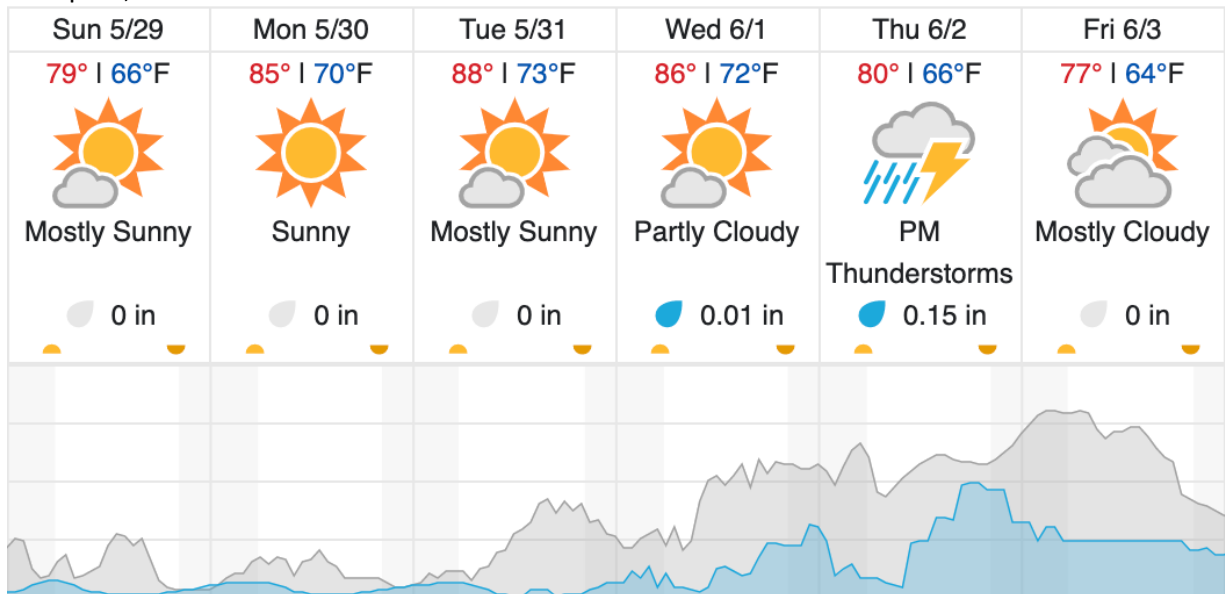 Sun 5/29
Mon 5/30
Tue 5/31
Wed 6/1
Thu 6/2
Fri 6/3
79° | 66°F
85° | 70°F
88° | 73°F
86° | 72°F
80° | 66°F
77° | 64°F
Mostly Sunny
Sunny
Mostly Sunny
Partly Cloudy
PM
Thunderstorms
Mostly Cloudy
0 in
0 in
0 in
0.01 in
0.15 in
0 in